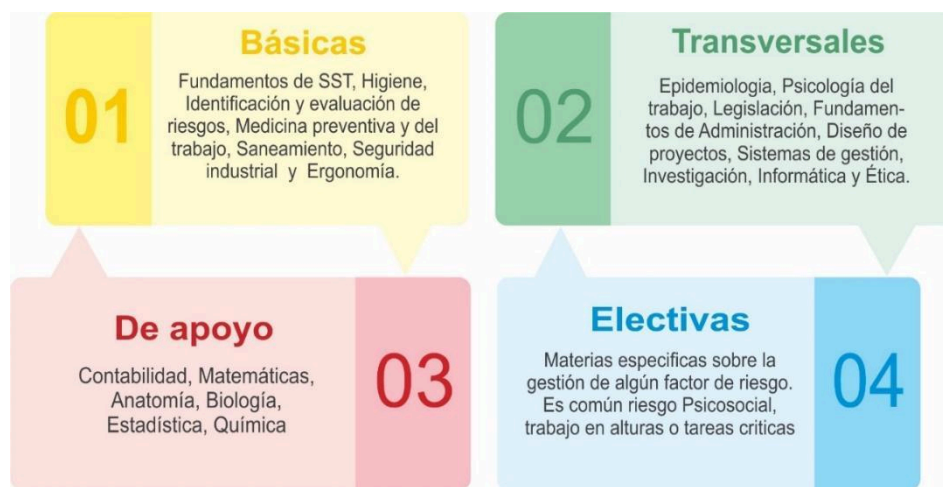 01
Básicas
Fundamentos de SST, Higiene,
Identificación y evaluación de
riesgos, Medicina preventiva y del
trabajo, Saneamiento, Seguridad
industrial y Ergonomía.
02
Transversales
Epidemiologia, Psicología del
trabajo, Legislación, Fundamen-
tos de Administración, Diseño de
proyectos, Sistemas de gestión,
Investigación, Informática y Ética.
De apoyo
Contabilidad, Matemáticas,
Anatomía, Biología,
Estadística, Química
03
Electivas
Materias especificas sobre la
gestión de algún factor de riesgo.
Es común riesgo Psicosocial,
trabajo en alturas o tareas criticas
04